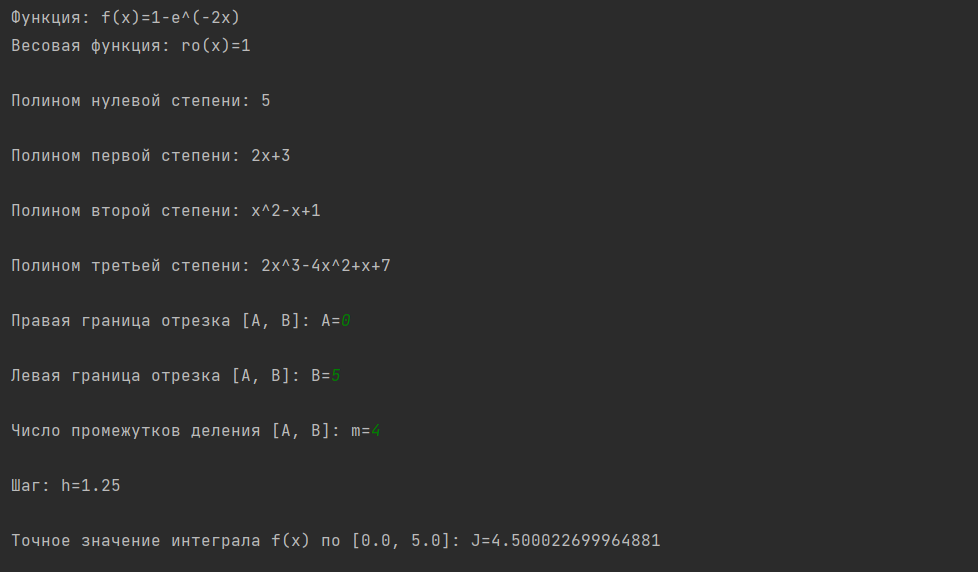 Функция: f(x)=1-e^(-2x)
Весовая функция: ro(x)=1
Полином нулевой степени: 5
Полином первой степени: 2x+3
Полином второй степени: x^2-x+1
Полином третьей степени: 2x^3-4x^2+x+7
Правая граница отрезка [A, B]: A=0
Левая граница отрезка [A, B]: B=5
Число промежутков деления [A, B]: m=4
Шаг: h=1.25
Точное значение интеграла f(x) по [0.0, 5.0]: J=4.500022699964881